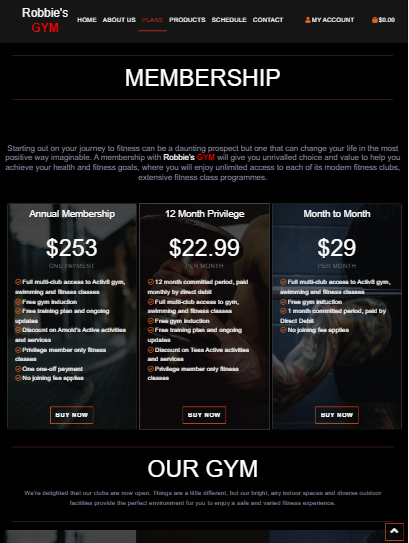 Robbie's
GYM
HOME ABOUT US PLANS PRODUCTS SCHEDULE CONTACT MY ACCOUNT $0.00
MEMBERSHIP
Starting out on your journey to fitness can be a daunting prospect but one that can change your life in the most
positive way imaginable. A membership with Robbie's GYM will give you unrivalled choice and value to help you
achieve your health and fitness goals, where you will enjoy unlimited access to each of its modern fitness clubs,
extensive fitness class programmes.
Annual Membership
$253
ONE PAYMENT
Full multi-club access to Activ8 gym,
swimming and fitness classes
Free gym induction
Free training plan and ongoing
updates
Discount on Arnold's Active activities
and services
Privilege member only fitness
classes
One one-off payment
No joining fee applies
BUY NOW
12 Month Privilege
$22.99
PER MONTH
12 month committed period, paid
monthly by direct debit
Full multi-club access to gym,
swimming and fitness classes
Free gym induction
Free training plan and ongoing
updates
Discount on Tees Active activities
and services
Privilege member only fitness
classes
BUY NOW
Month to Month
$29
PER MONTH
Full multi-club access to Activ8 gym,
swimming and fitness classes
Free gym induction
1 month committed period, paid by
Direct Debit
No joining fee applies
BUY NOW
OUR GYM
We're delighted that our clubs are now open. Things are a little different, but our bright, airy indoor spaces and diverse outdoor
facilities provide the perfect environment for you to enjoy a safe and varied fitness experience.